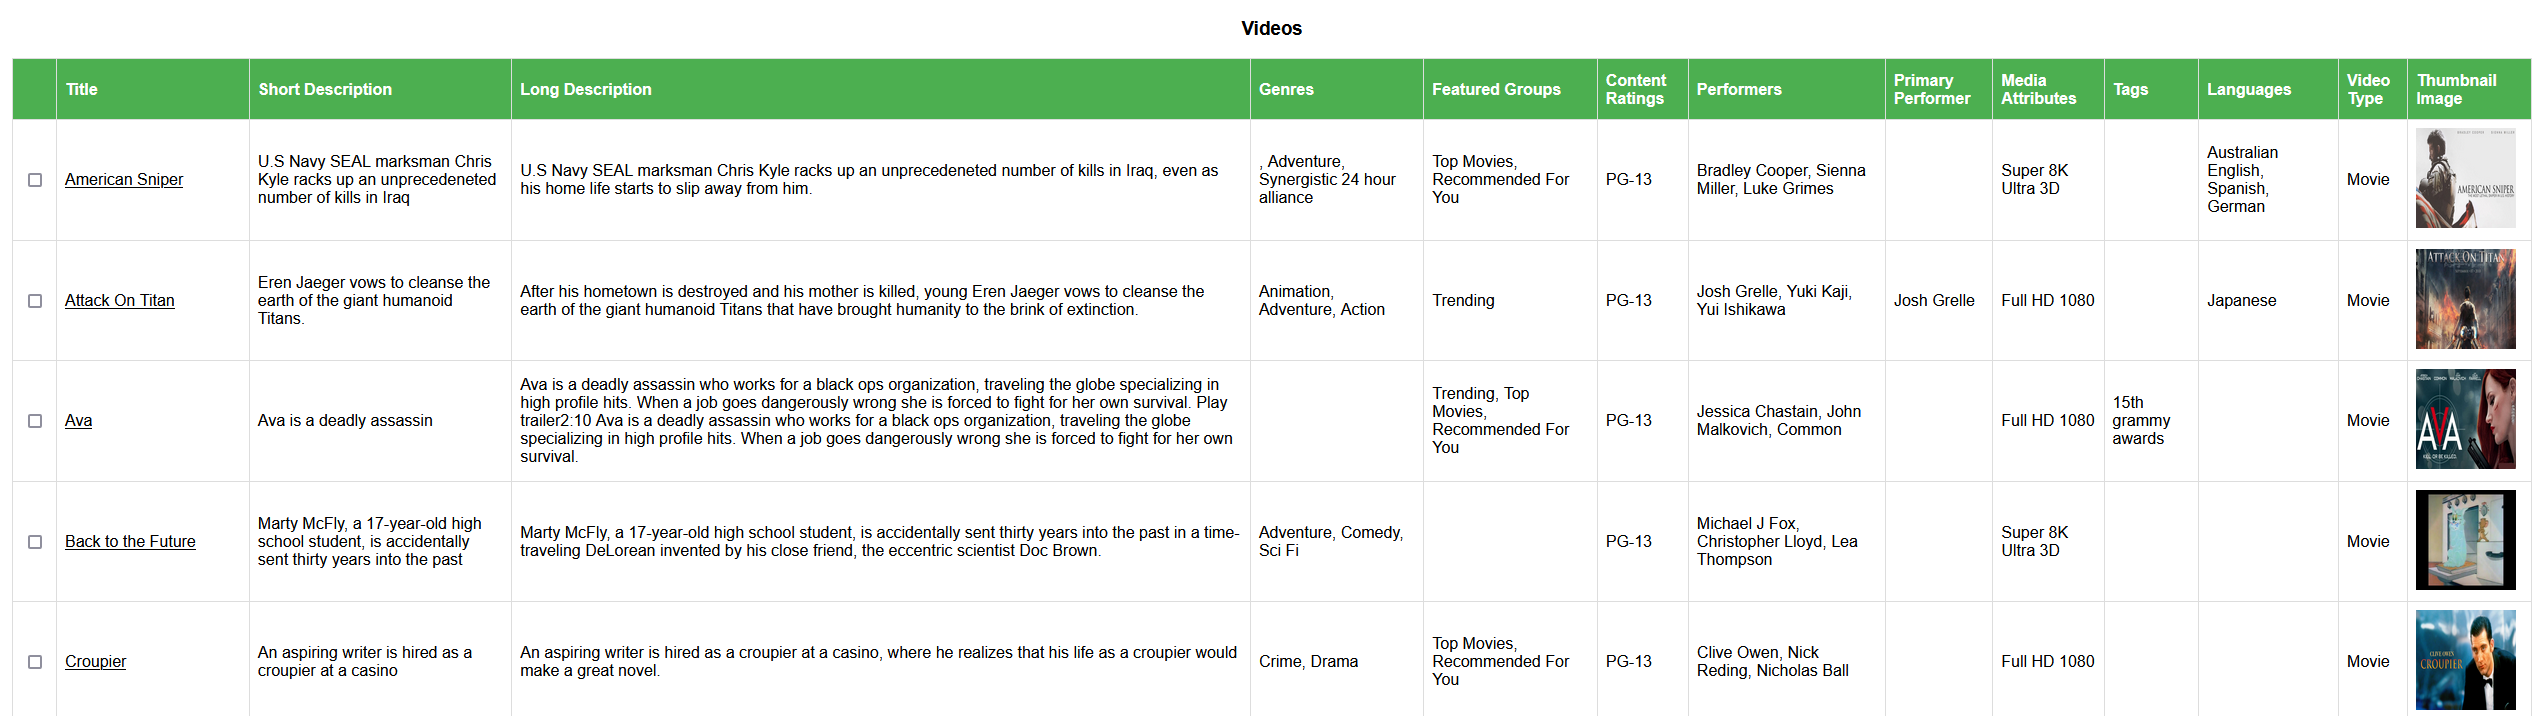 Videos
Title
Short Description
Long Description
Genres
Featured Groups
Content
Ratings
Performers
Primary
Performer
Media
Attributes
Tags
Languages
Video
Type
Thumbnail
Image
American Sniper
U.S Navy SEAL marksman Chris
Kyle racks up an unprecedeneted
number of kills in Iraq
U.S Navy SEAL marksman Chris Kyle racks up an unprecedeneted number of kills in Iraq, even as
his home life starts to slip away from him.
, Adventure,
Synergistic 24 hour
alliance
Top Movies,
Recommended For
You
PG-13
Bradley Cooper, Sienna
Miller, Luke Grimes
Super 8K
Ultra 3D
Australian
English,
Spanish,
German
Movie
AMERICAN SNIPER
Attack On Titan
Eren Jaeger vows to cleanse the
earth of the giant humanoid
Titans.
After his hometown is destroyed and his mother is killed, young Eren Jaeger vows to cleanse the
earth of the giant humanoid Titans that have brought humanity to the brink of extinction.
Animation,
Adventure, Action
Trending
PG-13
Josh Grelle, Yuki Kaji,
Yui Ishikawa
Josh Grelle
Full HD 1080
Japanese
Movie
ATTACK ON TITAN
Ava
Ava is a deadly assassin
Ava is a deadly assassin who works for a black ops organization, traveling the globe specializing in
high profile hits. When a job goes dangerously wrong she is forced to fight for her own survival. Play
trailer2:10 Ava is a deadly assassin who works for a black ops organization, traveling the globe
specializing in high profile hits. When a job goes dangerously wrong she is forced to fight for her own
survival.
Trending, Top
Movies,
Recommended For
You
PG-13
Jessica Chastain, John
Malkovich, Common
Full HD 1080
15th
grammy
awards
Movie
AVA
KILL OR BE KILLED.
Back to the Future
Marty McFly, a 17-year-old high
school student, is accidentally
sent thirty years into the past
Marty McFly, a 17-year-old high school student, is accidentally sent thirty years into the past in a time-
traveling DeLorean invented by his close friend, the eccentric scientist Doc Brown.
Adventure, Comedy,
Sci Fi
PG-13
Michael J Fox,
Christopher Lloyd, Lea
Thompson
Super 8K
Ultra 3D
Movie
Croupier
An aspiring writer is hired as a
croupier at a casino
An aspiring writer is hired as a croupier at a casino, where he realizes that his life as a croupier would
make a great novel.
Crime, Drama
Top Movies,
Recommended For
You
PG-13
Clive Owen, Nick
Reding, Nicholas Ball
Full HD 1080
Movie
CLIVE OWEN
CROUPIER